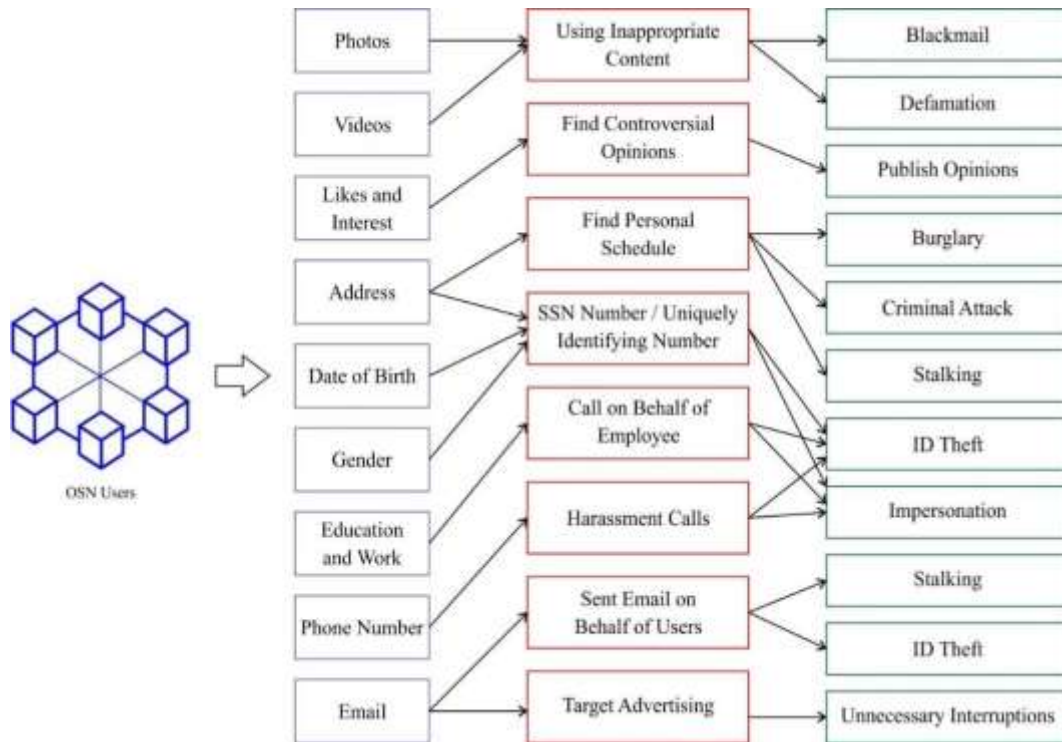 OSN Users
Photos
Videos
Likes and
Interest
Address
Date of Birth
Gender
Education
and Work
Phone Number
Email
Using Inappropriate
Content
Find Controversial
Opinions
Find Personal
Schedule
SSN Number / Uniquely
Identifying Number
Call on Behalf of
Employee
Harassment Calls
Sent Email on
Behalf of Users
Target Advertising
Blackmail
Defamation
Publish Opinions
Burglary
Criminal Attack
Stalking
ID Theft
Impersonation
Stalking
ID Theft
Unnecessary Interruptions